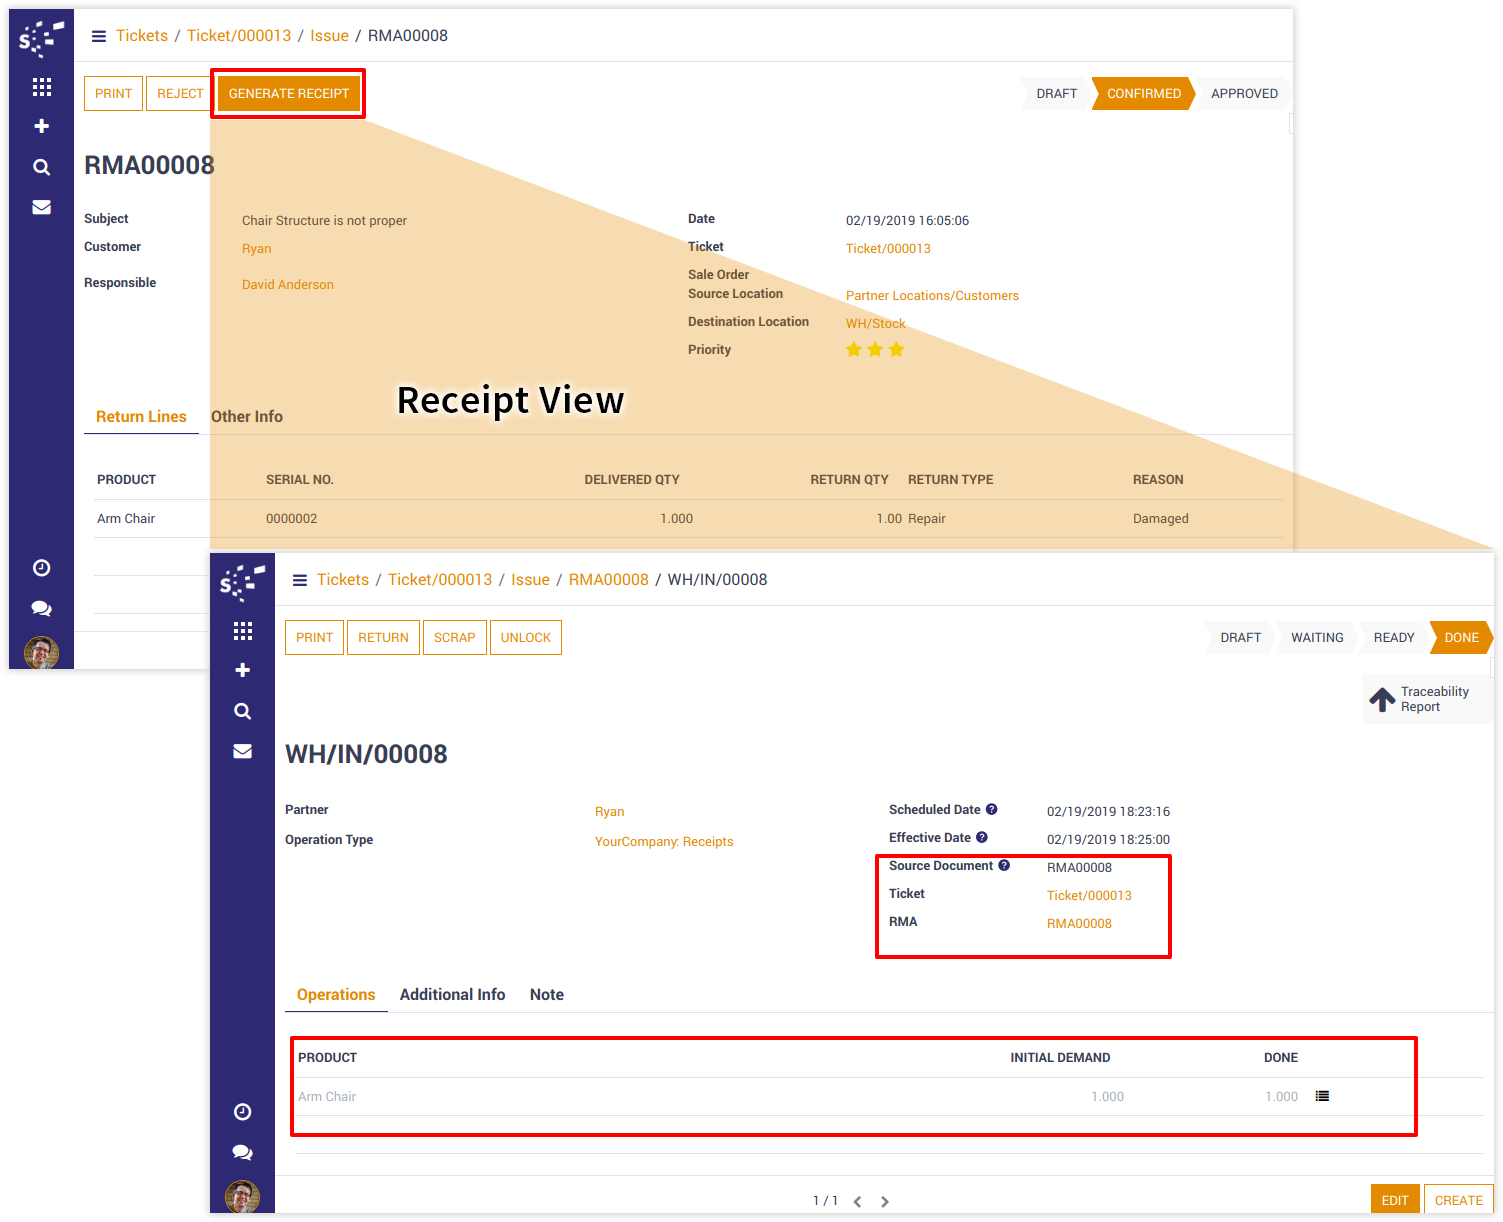 Tickets / Ticket/000013 / Issue / RMA00008
PRINT REJECT GENERATE RECEIPT DRAFT CONFIRMED APPROVED
RMA00008
Subject Chair Structure is not proper Date 02/19/2019 16:05:06
Customer Ryan Ticket Ticket/000013
Sale Order
Responsible David Anderson Source Location Partner Locations/Customers
Destination Location WH/Stock
Priority
Receipt View
Return Lines Other Info
PRODUCT SERIAL NO. DELIVERED QTY RETURN QTY RETURN TYPE REASON
Arm Chair 0000002 1.000 1.00 Repair Damaged
s
Tickets / Ticket/000013 / Issue / RMA00008 / WH/IN/00008
PRINT RETURN SCRAP UNLOCK DRAFT WAITING READY DONE
Traceability
Report
WH/IN/00008
Partner Ryan Scheduled Date 02/19/2019 18:23:16
Operation Type YourCompany: Receipts Effective Date 02/19/2019 18:25:00
Source Document RMA00008
Ticket Ticket/000013
RMA RMA00008
Operations Additional Info Note
PRODUCT INITIAL DEMAND DONE
Arm Chair 1.000 1.000
1 / 1
EDIT CREATE
s